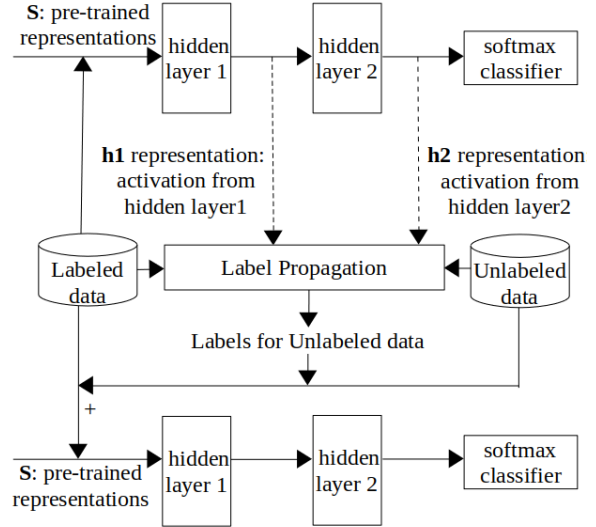 S: pre-trained
representations
hidden
layer 1
hidden
layer 2
softmax
classifier
h1 representation:
activation from
hidden layer1
h2 representation
activation from
hidden layer2
Labeled
data
Label Propagation
Unlabeled
data
Labels for Unlabeled data
+
S: pre-trained
representations
hidden
layer 1
hidden
layer 2
softmax
classifier